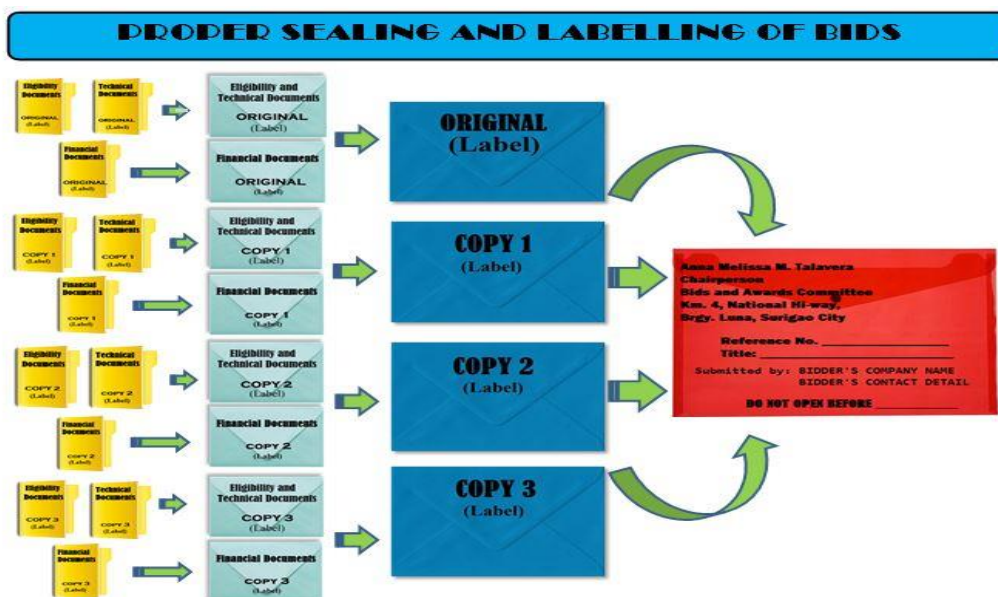 PROPER SEALING AND LABELLING OF BIDS
Eligibility
Documents
ORIGINAL
(Label)
Technical
Documents
ORIGINAL
(Label)
Eligibility and
Technical Documents
ORIGINAL
(Label)
Financial
Documents
ORIGINAL
(Label)
Financial Documents
ORIGINAL
(Label)
ORIGINAL
(Label)
Eligibility
Documents
COPY 1
(Label)
Technical
Documents
COPY 1
(Label)
Eligibility and
Technical Documents
COPY 1
(Label)
Financial
Documents
COPY 1
(Label)
Financial Documents
COPY 1
(Label)
COPY 1
(Label)
Eligibility
Documents
COPY 2
(Label)
Technical
Documents
COPY 2
(Label)
Eligibility and
Technical Documents
COPY 2
(Label)
Financial
Documents
COPY 2
(Label)
Financial Documents
COPY 2
(Label)
COPY 2
(Label)
Eligibility
Documents
COPY 3
(Label)
Technical
Documents
COPY 3
(Label)
Eligibility and
Technical Documents
COPY 3
(Label)
Financial
Documents
COPY 3
(Label)
Financial Documents
COPY 3
(Label)
COPY 3
(Label)
Anna Melissa M. Talavera
Chairperson
Bids and Awards Committee
Km. 4, National Hi-way,
Brgy. Luna, Surigao City
Reference No. _______________
Title: _________________________
Submitted by: BIDDER'S COMPANY NAME
BIDDER'S CONTACT DETAIL
DO NOT OPEN BEFORE ___________